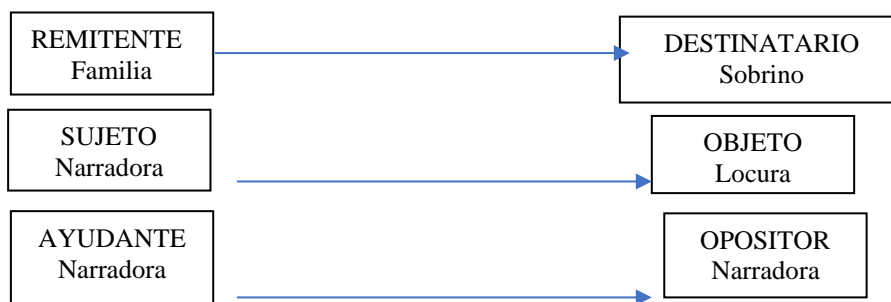 REMITENTE
Familia
DESTINATARIO
Sobrino
SUJETO
Narradora
OBJETO
Locura
AYUDANTE
Narradora
OPOSITOR
Narradora